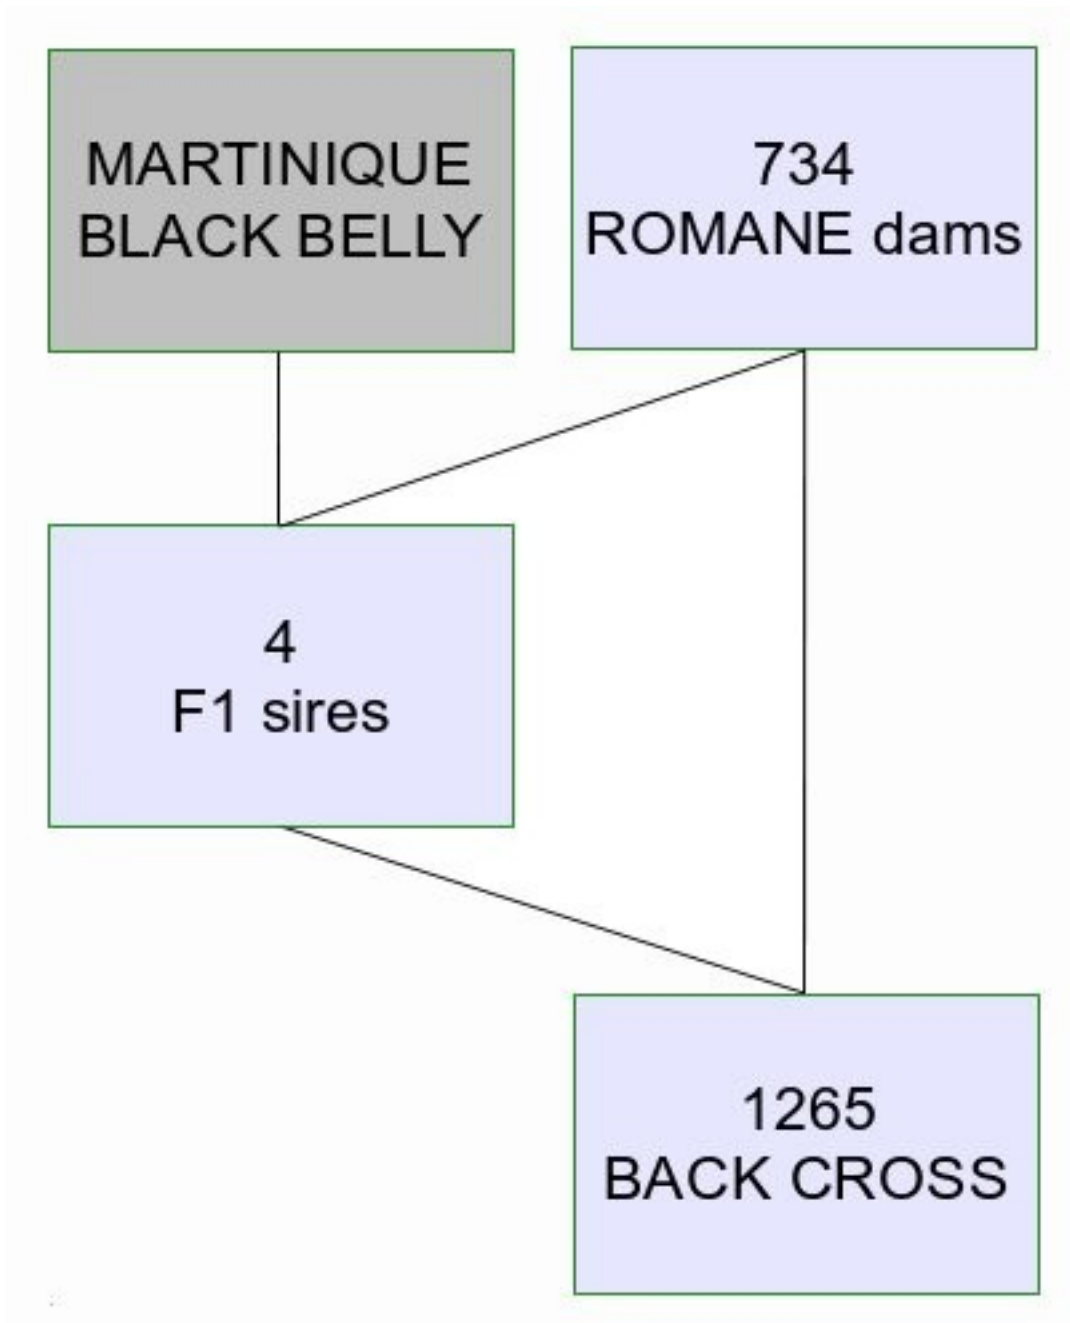 MARTINIQUE
BLACK BELLY
734
ROMANE dams
4
F1 sires
1265
BACK CROSS